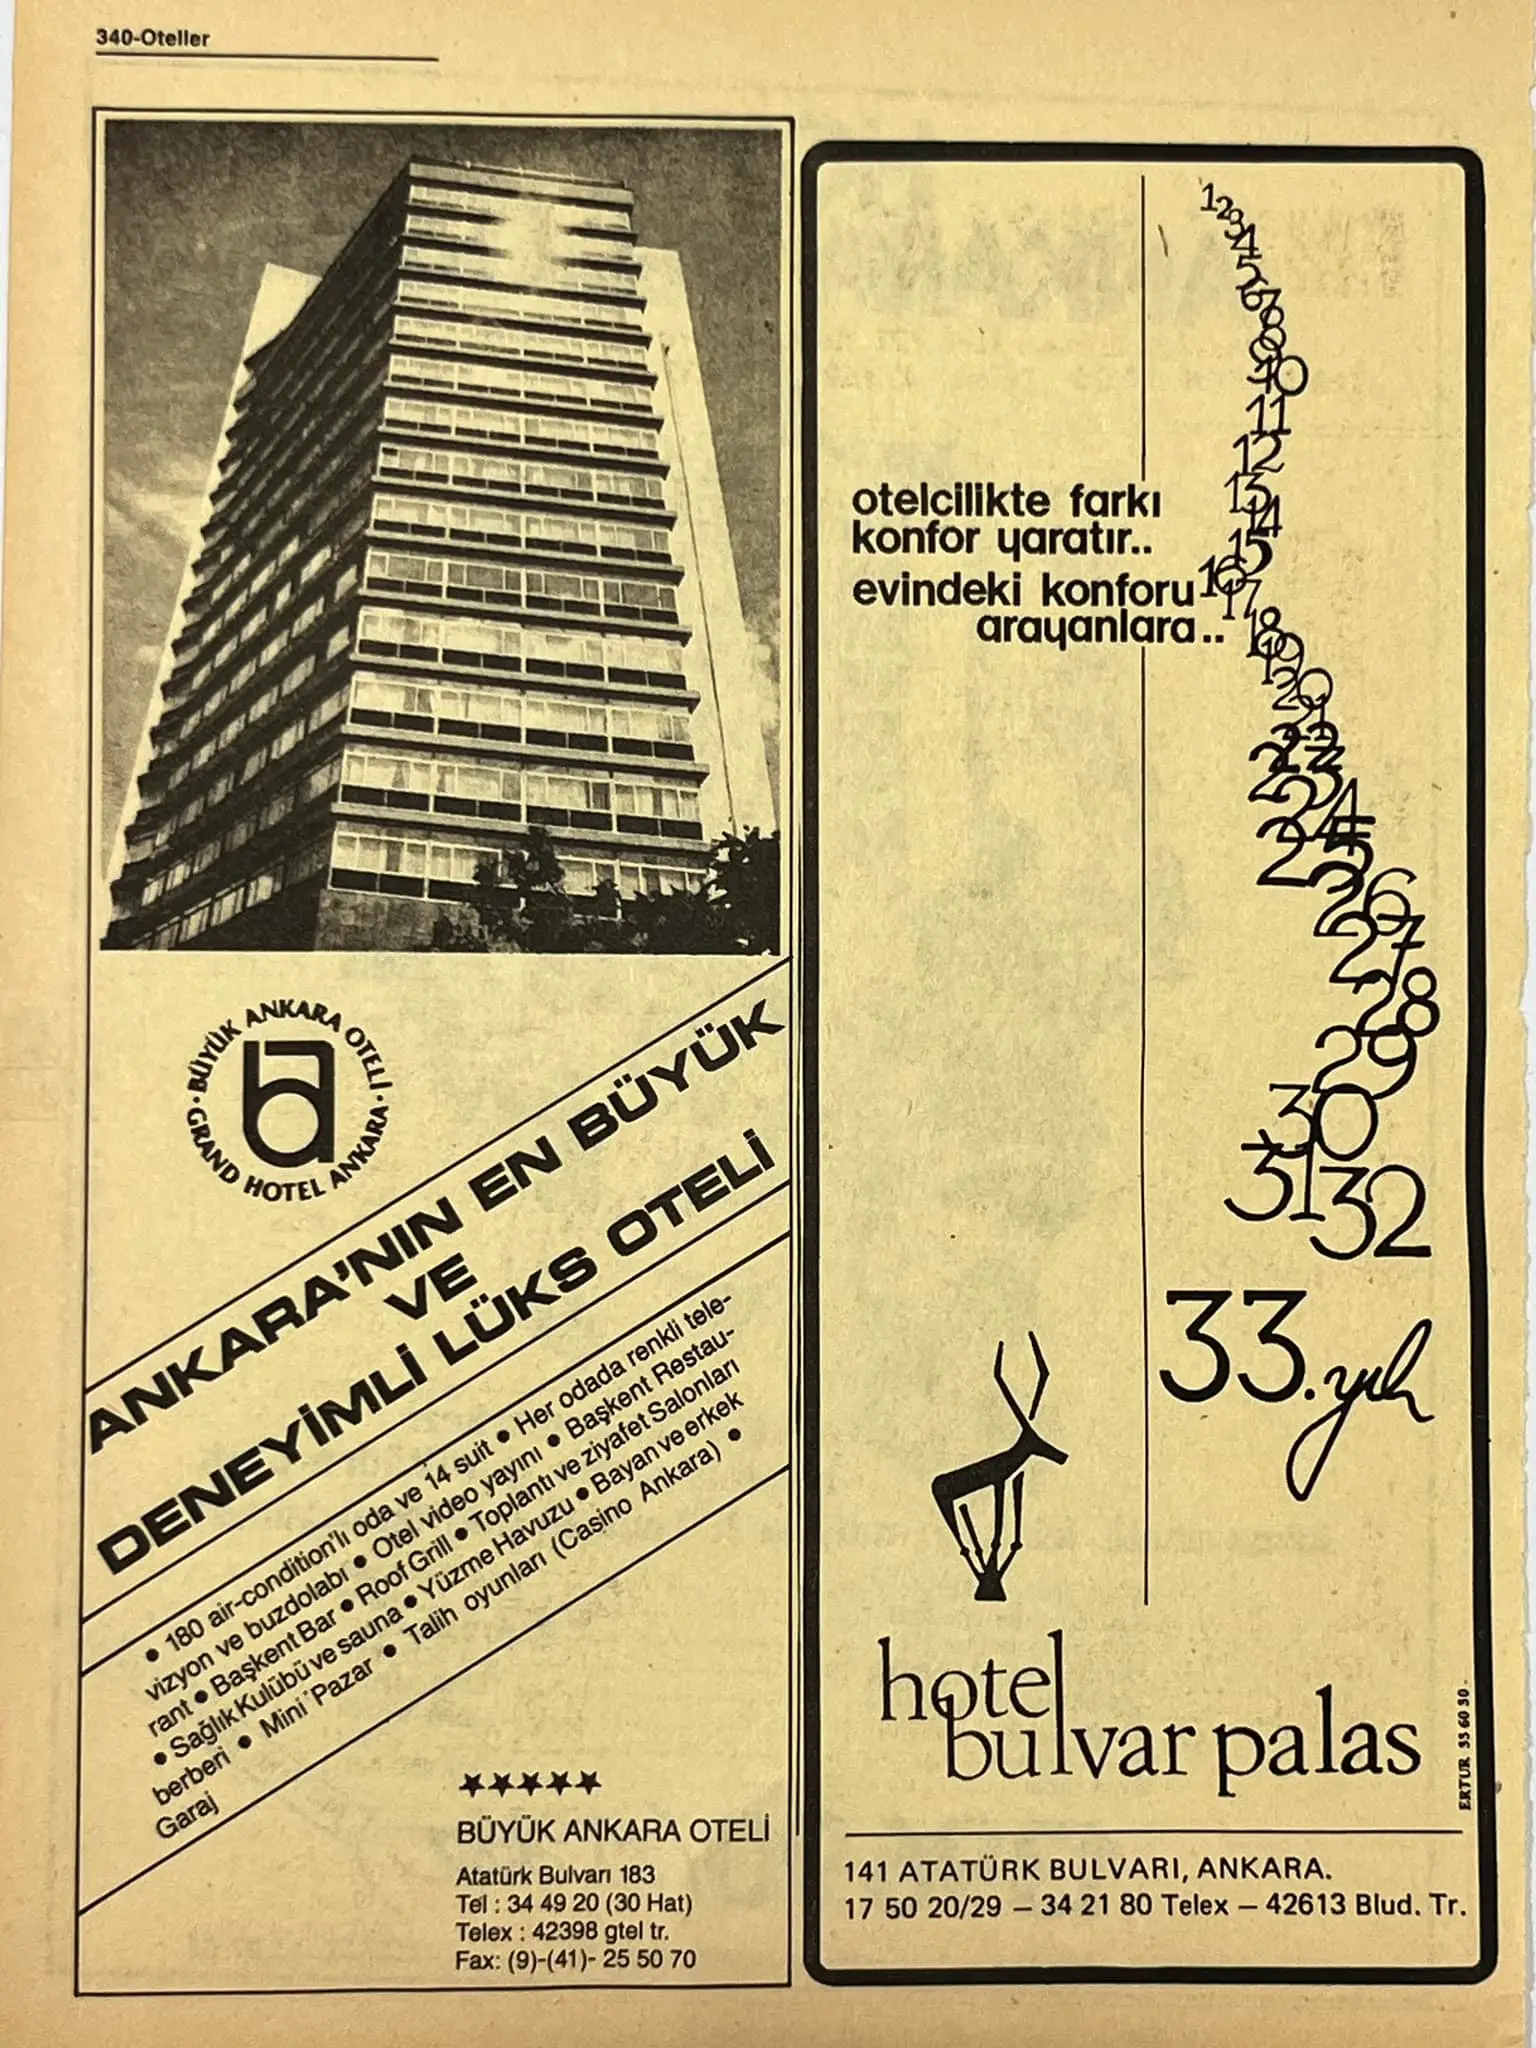 340-Oteller
BÜYÜK ANKARA OTELİ
GRAND HOTEL ANKARA
ANKARA'NIN EN BÜYÜK
VE
DENEYİMLİ LÜKS OTELİ
• 180 air-condition'lı oda ve 14 suit • Her odada renkli tele-
vizyon ve buzdolabı • Otel video yayını • Başkent Restau-
rant • Başkent Bar • Roof Grill • Toplantı ve ziyafet Salonları
• Sağlık Kulübü ve sauna • Yüzme Havuzu • Bayan ve erkek
berberi • Mini Pazar • Talih oyunları (Casino Ankara) •
Garaj
★★★★★
BÜYÜK ANKARA OTELİ
Atatürk Bulvarı 183
Tel : 34 49 20 (30 Hat)
Telex : 42398 gtel tr.
Fax: (9)-(41)- 25 50 70
1
2
3
4
5
6
7
8
9
10
11
12
13
14
15
16
17
18
19
20
21
22
23
24
25
26
27
28
29
30
31
32
33.yılı
otelcilikte farkı
konfor yaratır..
evindeki konforu
arayanlara..
hotel
bulvar palas
ERTUR 33 60 30
141 ATATÜRK BULVARI, ANKARA.
17 50 20/29 – 34 21 80 Telex – 42613 Blud. Tr.